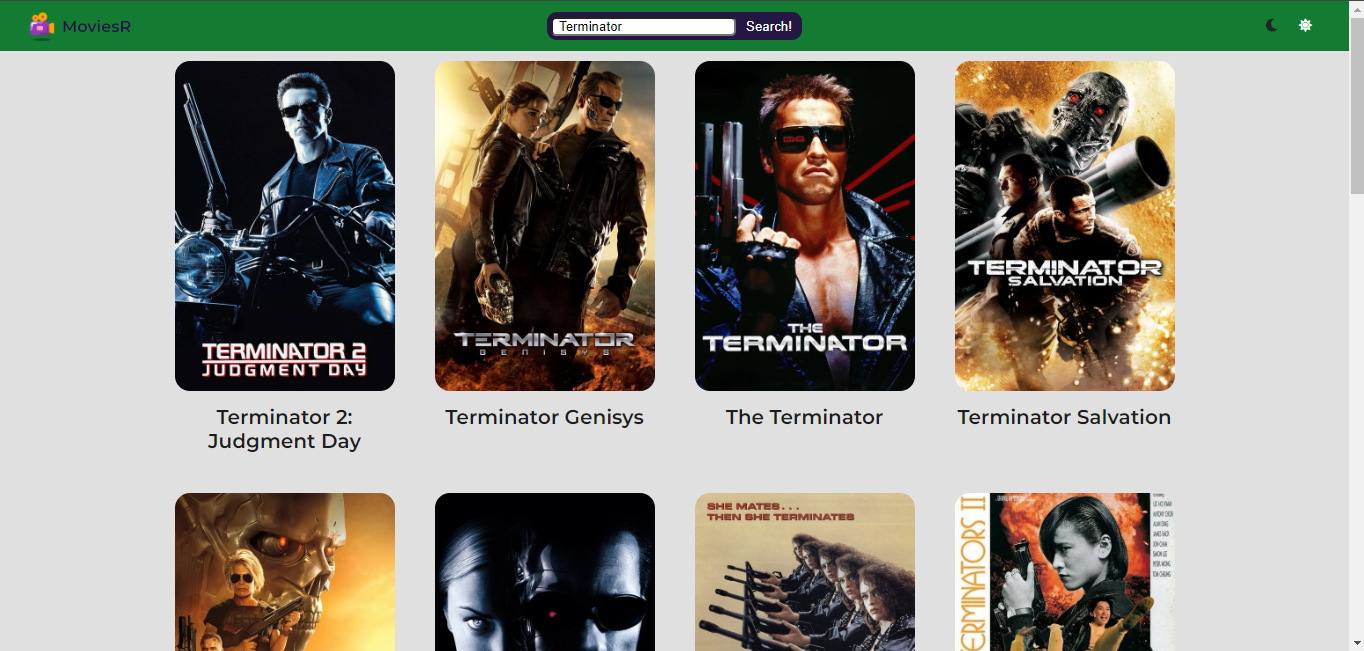 MoviesR
Terminator
Search!
TERMINATOR 2
JUDGMENT DAY
TERMINATOR
GENISYS
THE
TERMINATOR
TERMINATOR
SALVATION
Terminator 2:
Judgment Day
Terminator Genisys
The Terminator
Terminator Salvation
SHE MATES...
THEN SHE TERMINATES
ERMINATORS II